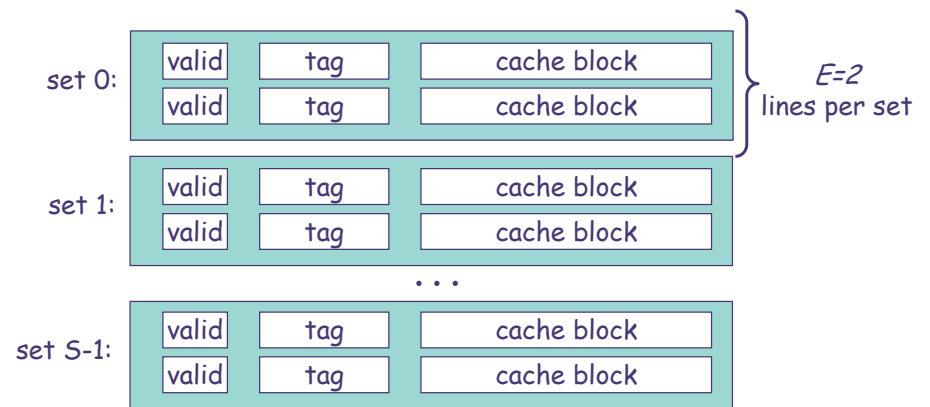 set 0:
valid tag cache block
valid tag cache block
E=2
lines per set
set 1:
valid tag cache block
valid tag cache block
...
set S-1:
valid tag cache block
valid tag cache block